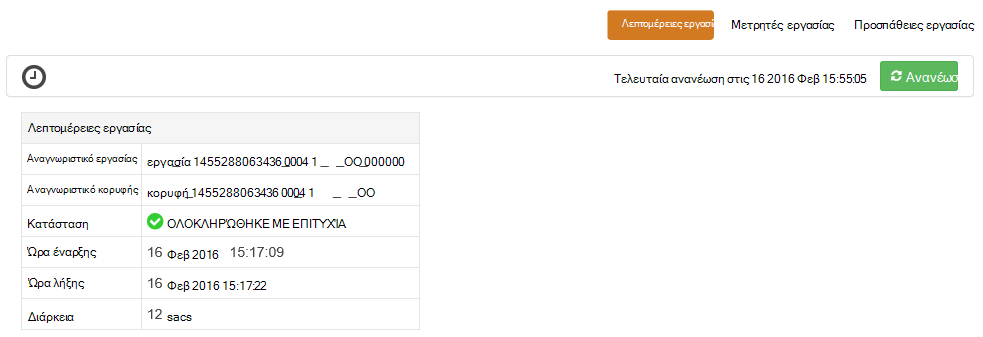 Λεπτομέρειες εργασί Μετρητές εργασίας Προσπάθειες εργασίας
Τελευταία ανανέωση στις 16 2016 Φεβ 15:55:05 Ανανέωσ
Λεπτομέρειες εργασίας
Αναγνωριστικό εργασίας εργασία 1455288063436_0004 1 _ _OO_000000
Αναγνωριστικό κορυφής κορυφή_1455288063436 0004 1 _ _OO
Κατάσταση ΟΛΟΚΛΗΡΏΘΗΚΕ ΜΕ ΕΠΙΤΥΧΊΑ
Ώρα έναρξης 16 Φεβ 2016 15:17:09
Ώρα λήξης 16 Φεβ 2016 15:17:22
Διάρκεια 12 sacs